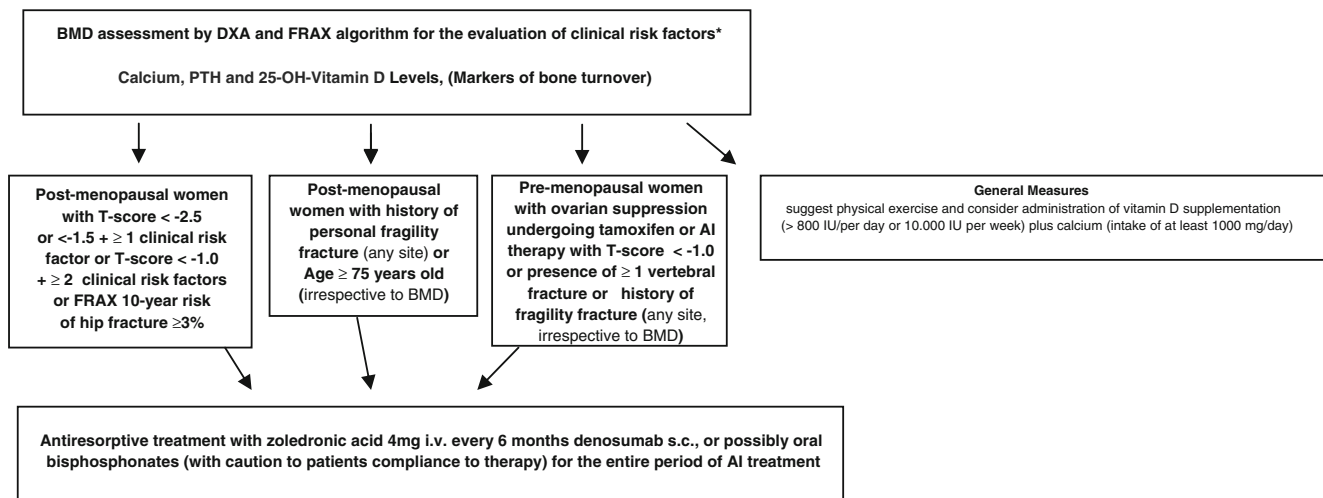 BMD assessment by DXA and FRAX algorithm for the evaluation of clinical risk factors*
Calcium, PTH and 25-OH-Vitamin D Levels, (Markers of bone turnover)
Post-menopausal women
with T-score < -2.5
or <-1.5 + ≥ 1 clinical risk
factor or T-score < -1.0
+ ≥ 2 clinical risk factors
or FRAX 10-year risk
of hip fracture ≥3%
Post-menopausal
women with history of
personal fragility
fracture (any site) or
Age ≥ 75 years old
(irrespective to BMD)
Pre-menopausal women
with ovarian suppression
undergoing tamoxifen or AI
therapy with T-score < -1.0
or presence of ≥ 1 vertebral
fracture or history of
fragility fracture (any site,
irrespective to BMD)
General Measures
suggest physical exercise and consider administration of vitamin D supplementation
(> 800 IU/per day or 10.000 IU per week) plus calcium (intake of at least 1000 mg/day)
Antiresorptive treatment with zoledronic acid 4mg i.v. every 6 months denosumab s.c., or possibly oral
bisphosphonates (with caution to patients compliance to therapy) for the entire period of AI treatment